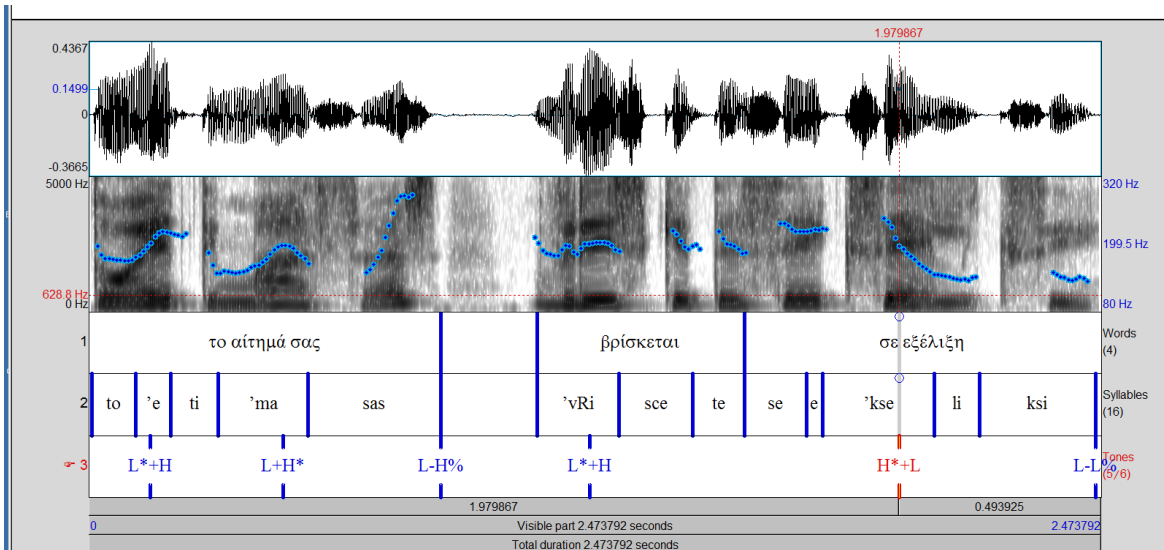 1.979867
0.4367
0.1499
0
-0.3665
5000 Hz 320 Hz
199.5 Hz
628.8 Hz
0 Hz 80 Hz
1 το αίτημά σας βρίσκεται σε εξέλιξη Words
(4)
2 to ’e ti ’ma sas ’vRi sce te se e ’kse li ksi Syllables
(16)
3 L*+H L+H* L-H% L*+H H*+L L-L% Tones
(5/6)
1.979867 0.493925
0 Visible part 2.473792 seconds 2.473792
Total duration 2.473792 seconds